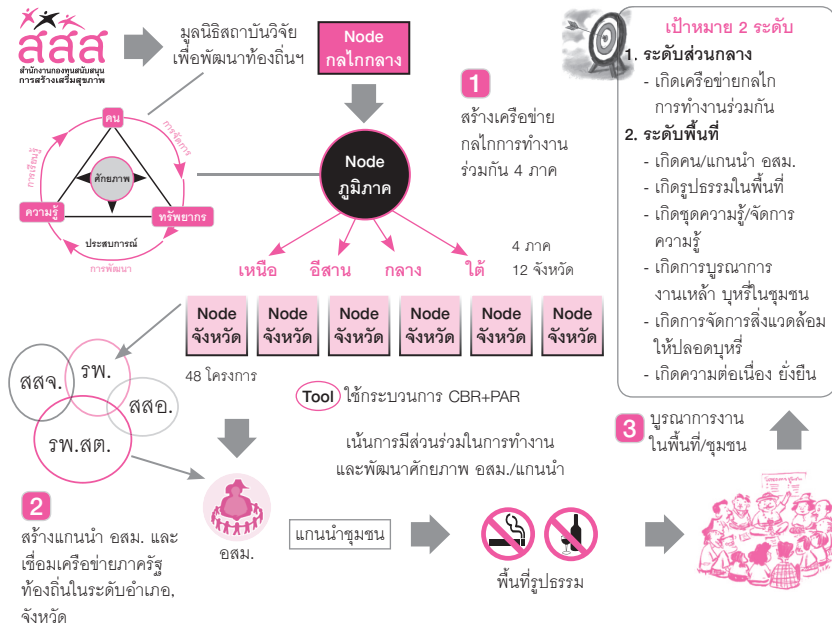 สสส
สำนักงานกองทุนสนับสนุน
การสร้างเสริมสุขภาพ
มูลนิธิสถาบันวิจัย
เพื่อพัฒนาท้องถิ่นฯ
Node
กลไกกลาง
คน
การจัดการ
การเรียนรู้
ศักยภาพ
ความรู้
ทรัพยากร
ประสบการณ์
การพัฒนา
Node
ภูมิภาค
1
สร้างเครือข่าย
กลไกการทำงาน
ร่วมกัน 4 ภาค
เหนือ อีสาน กลาง ใต้
4 ภาค
12 จังหวัด
Node
จังหวัด
Node
จังหวัด
Node
จังหวัด
Node
จังหวัด
Node
จังหวัด
Node
จังหวัด
48 โครงการ
Tool ใช้กระบวนการ CBR+PAR
เน้นการมีส่วนร่วมในการทำงาน
และพัฒนาศักยภาพ อสม./แกนนำ
สสจ.
รพ.
สสอ.
รพ.สต.
2
สร้างแกนนำ อสม. และ
เชื่อมเครือข่ายภาครัฐ
ท้องถิ่นในระดับอำเภอ,
จังหวัด
อสม.
แกนนำชุมชน
พื้นที่รูปธรรม
3
บูรณาการงาน
ในพื้นที่/ชุมชน
เป้าหมาย 2 ระดับ
1. ระดับส่วนกลาง
- เกิดเครือข่ายกลไก
การทำงานร่วมกัน
2. ระดับพื้นที่
- เกิดคน/แกนนำ อสม.
- เกิดรูปธรรมในพื้นที่
- เกิดชุดความรู้/จัดการ
ความรู้
- เกิดการบูรณาการ
งานเหล้า บุหรี่ในชุมชน
- เกิดการจัดการสิ่งแวดล้อม
ให้ปลอดบุหรี่
- เกิดความต่อเนื่อง ยั่งยืน